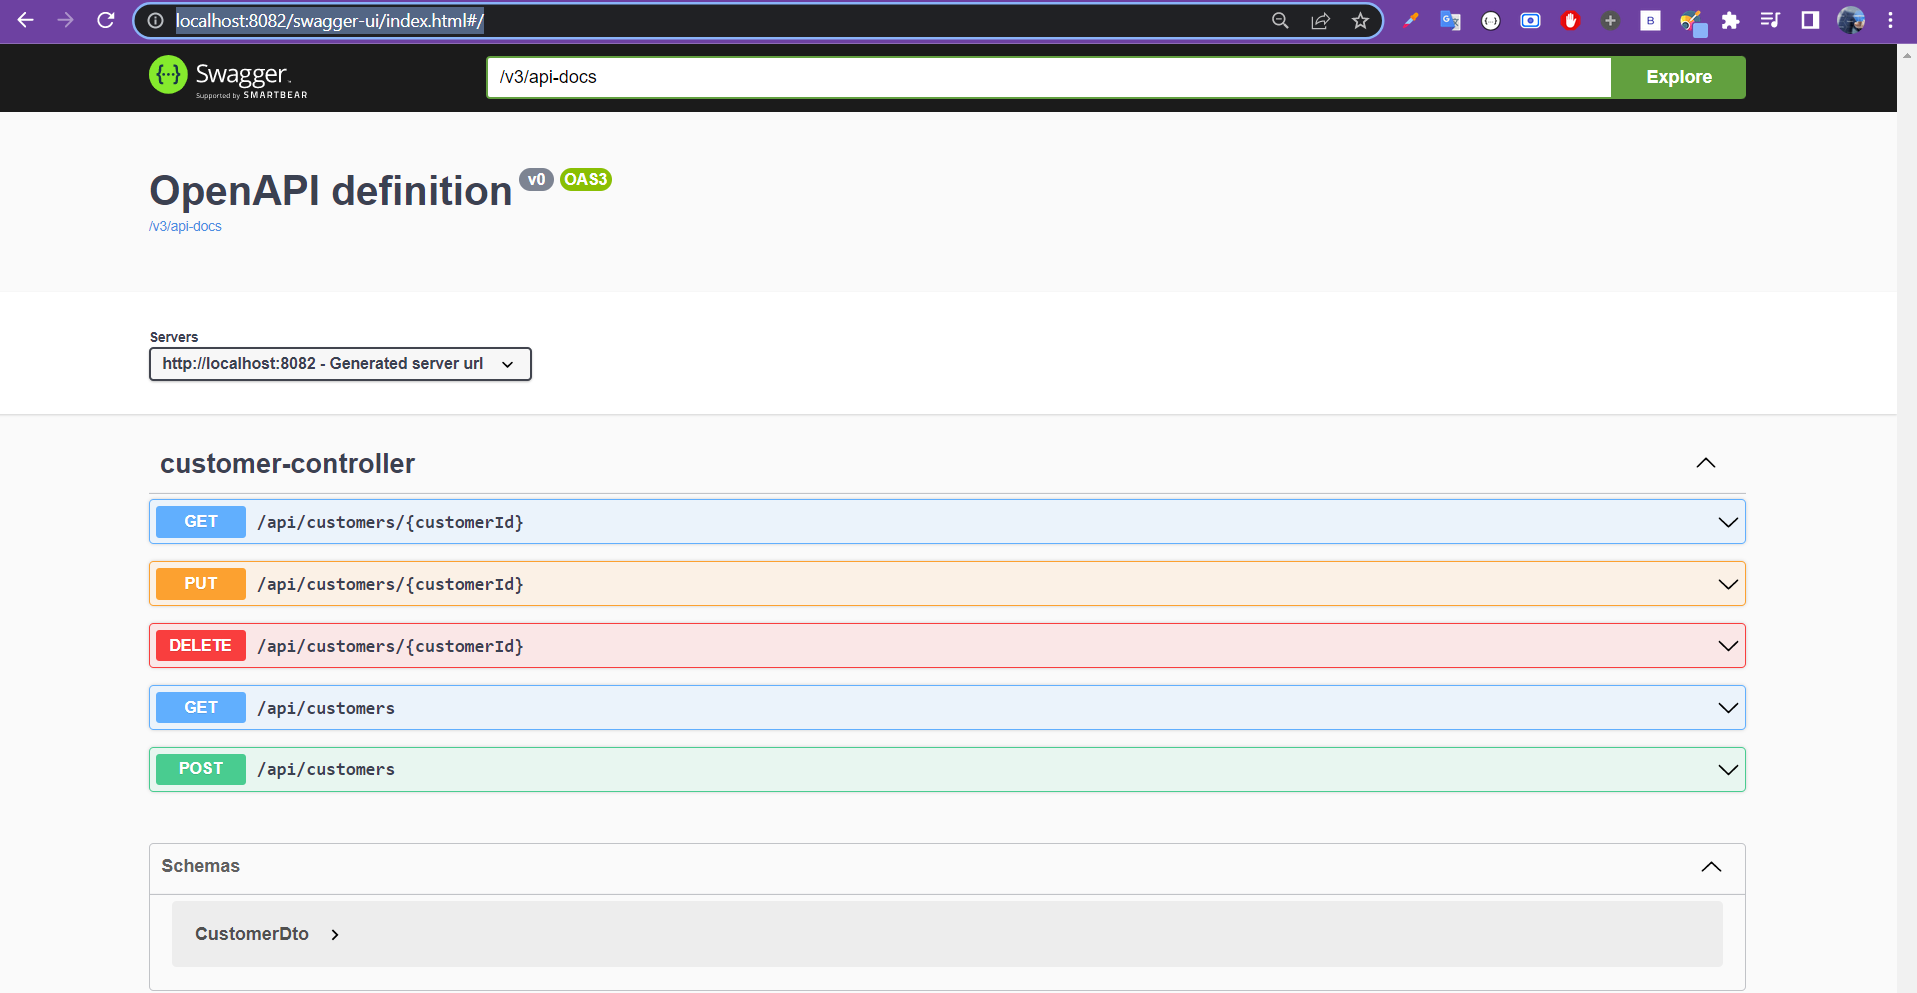 localhost:8082/swagger-ui/index.html#/
Swagger.
Supported by SMARTBEAR
/v3/api-docs
Explore
OpenAPI definition v0 OAS3
/v3/api-docs
Servers
http://localhost:8082 - Generated server url
customer-controller
GET /api/customers/{customerId}
PUT /api/customers/{customerId}
DELETE /api/customers/{customerId}
GET /api/customers
POST /api/customers
Schemas
CustomerDto